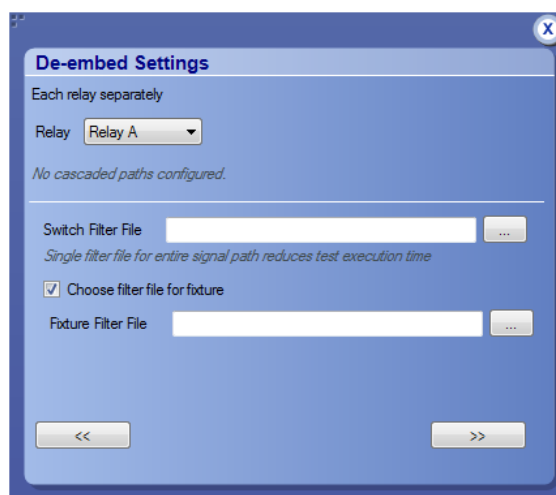 X
De-embed Settings
Each relay separately
Relay Relay A
No cascaded paths configured.
Switch Filter File ...
Single filter file for entire signal path reduces test execution time
Choose filter file for fixture
Fixture Filter File ...
<< >>